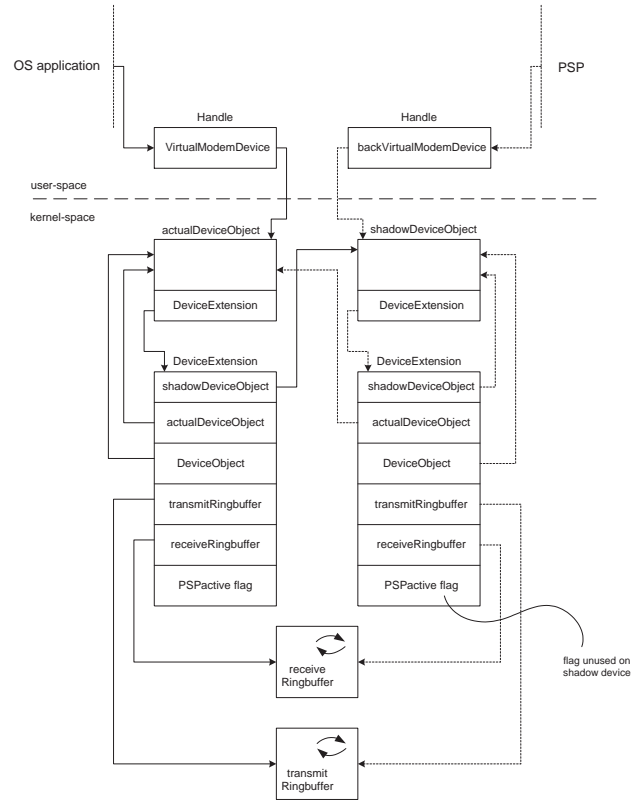 OS application
PSP
Handle
Handle
VirtualModemDevice
backVirtualModemDevice
user-space
kernel-space
actualDeviceObject
shadowDeviceObject
DeviceExtension
DeviceExtension
DeviceExtension
DeviceExtension
shadowDeviceObject
shadowDeviceObject
actualDeviceObject
actualDeviceObject
DeviceObject
DeviceObject
transmitRingbuffer
transmitRingbuffer
receiveRingbuffer
receiveRingbuffer
PSPactive flag
PSPactive flag
flag unused on
shadow device
receive
Ringbuffer
transmit
Ringbuffer